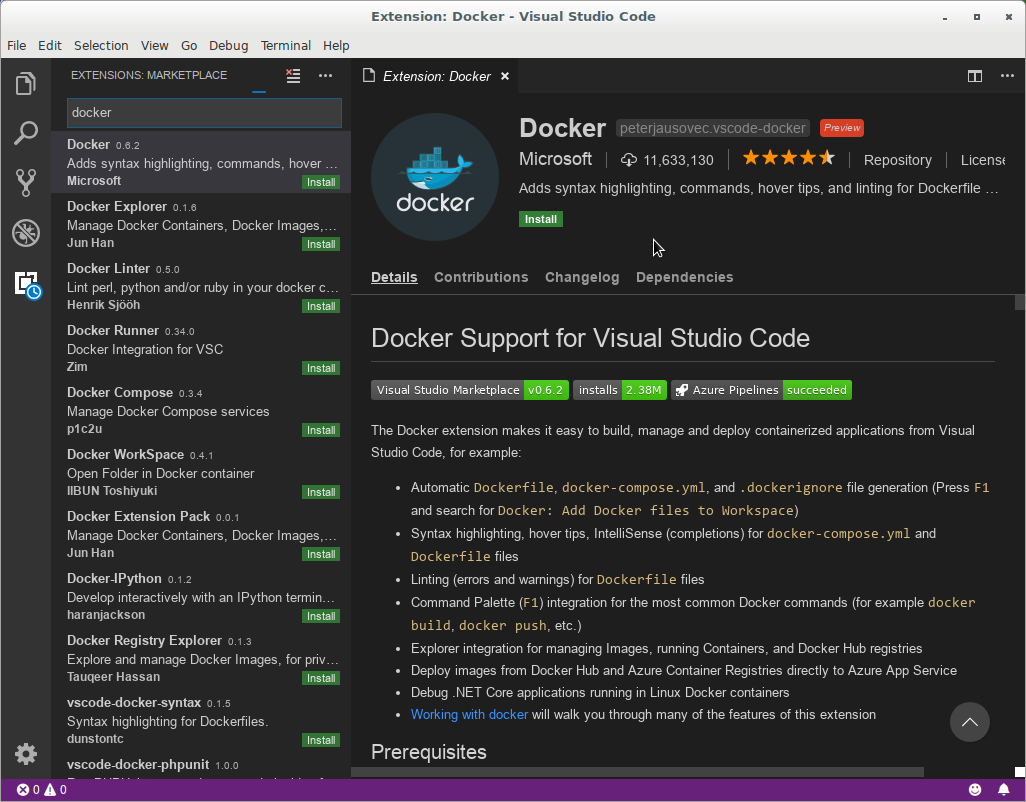 Extension: Docker - Visual Studio Code
File Edit Selection View Go Debug Terminal Help
EXTENSIONS: MARKETPLACE
docker
Docker 0.6.2
Adds syntax highlighting, commands, hover ...
Microsoft Install
Docker Explorer 0.1.6
Manage Docker Containers, Docker Images,...
Jun Han Install
Docker Linter 0.5.0
Lint perl, python and/or ruby in your docker c...
Henrik Sjööh Install
Docker Runner 0.34.0
Docker Integration for VSC
Zim Install
Docker Compose 0.3.4
Manage Docker Compose services
p1c2u Install
Docker WorkSpace 0.4.1
Open Folder in Docker container
IIBUN Toshiyuki Install
Docker Extension Pack 0.0.1
Manage Docker Containers, Docker Images,...
Jun Han Install
Docker-IPython 0.1.2
Develop interactively with an IPython termin...
haranjackson Install
Docker Registry Explorer 0.1.3
Explore and manage Docker Images, for priv...
Tauqeer Hassan Install
vscode-docker-syntax 0.1.5
Syntax highlighting for Dockerfiles.
dunstontc Install
vscode-docker-phpunit 1.0.0
Extension: Docker
docker
Docker peterjausovec.vscode-docker Preview
Microsoft 11,633,130 Repository License
Adds syntax highlighting, commands, hover tips, and linting for Dockerfile ...
Install
Details Contributions Changelog Dependencies
Docker Support for Visual Studio Code
Visual Studio Marketplace v0.6.2 installs 2.38M Azure Pipelines succeeded
The Docker extension makes it easy to build, manage and deploy containerized applications from Visual
Studio Code, for example:
• Automatic Dockerfile, docker-compose.yml, and .dockerignore file generation (Press F1
and search for Docker: Add Docker files to Workspace)
• Syntax highlighting, hover tips, IntelliSense (completions) for docker-compose.yml and
Dockerfile files
• Linting (errors and warnings) for Dockerfile files
• Command Palette (F1) integration for the most common Docker commands (for example docker
build, docker push, etc.)
• Explorer integration for managing Images, running Containers, and Docker Hub registries
• Deploy images from Docker Hub and Azure Container Registries directly to Azure App Service
• Debug .NET Core applications running in Linux Docker containers
• Working with docker will walk you through many of the features of this extension
Prerequisites
0 0